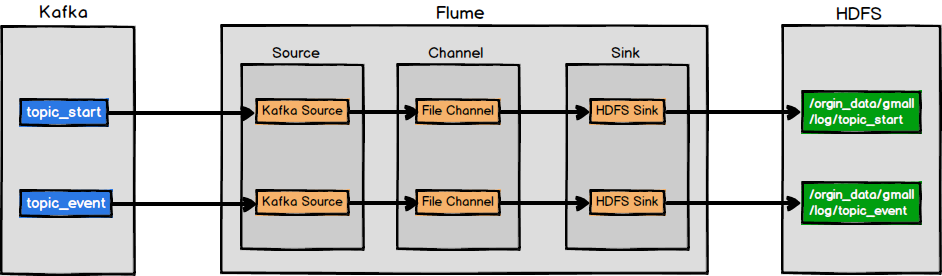 Kafka
Flume
HDFS
Source
Channel
Sink
topic_start
Kafka Source
File Channel
HDFS Sink
/orgin_data/gmall
/log/topic_start
topic_event
Kafka Source
File Channel
HDFS Sink
/orgin_data/gmall
/log/topic_event